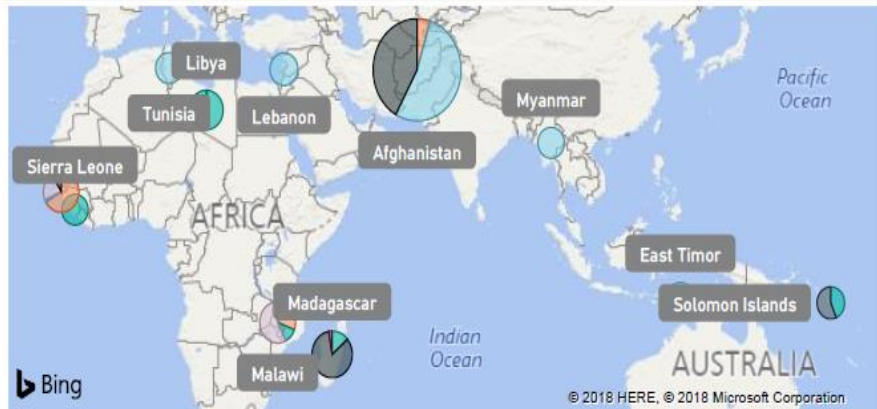 Libya
Tunisia
Lebanon
Myanmar
Pacific
Ocean
Afghanistan
Sierra Leone
AFRICA
East Timor
Madagascar
Solomon Islands
Indian
Ocean
Malawi
AUSTRALIA
Bing
© 2018 HERE, © 2018 Microsoft Corporation